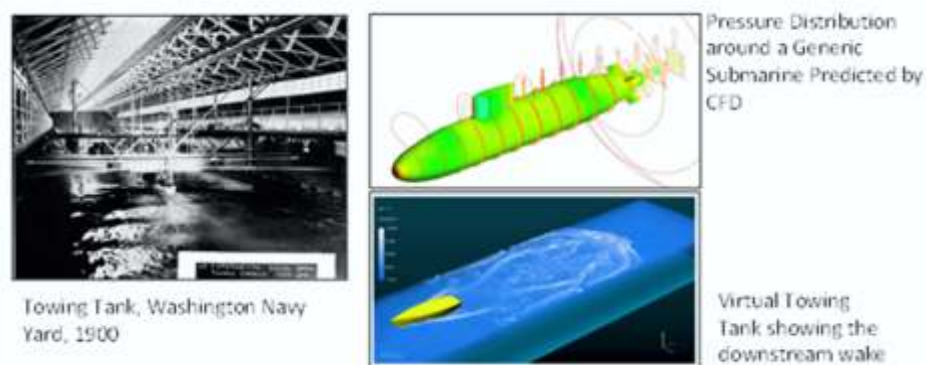 Pressure Distribution
around a Generic
Submarine Predicted by
CFD
Towing Tank, Washington Navy
Yard, 1900
Virtual Towing
Tank showing the
downstream wake